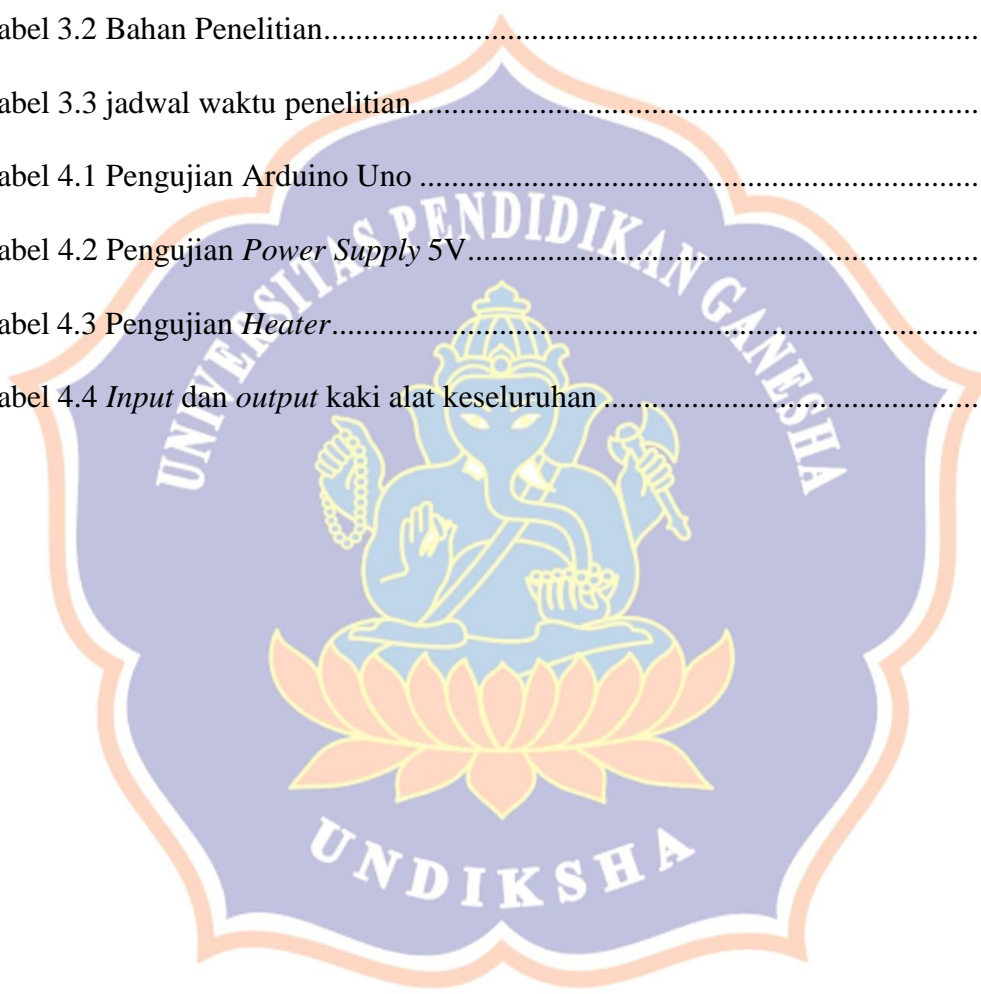 abel 3.2 Bahan Penelitian.................................................................................
abel 3.3 jadwal waktu penelitian......................................................................
abel 4.1 Pengujian Arduino Uno .....................................................................
abel 4.2 Pengujian Power Supply 5V...............................................................
abel 4.3 Pengujian Heater................................................................................
abel 4.4 Input dan output kaki alat keseluruhan ..............................................
UNIVERSITAS PENDIDIKAN GANESHA
UNDIKSHA